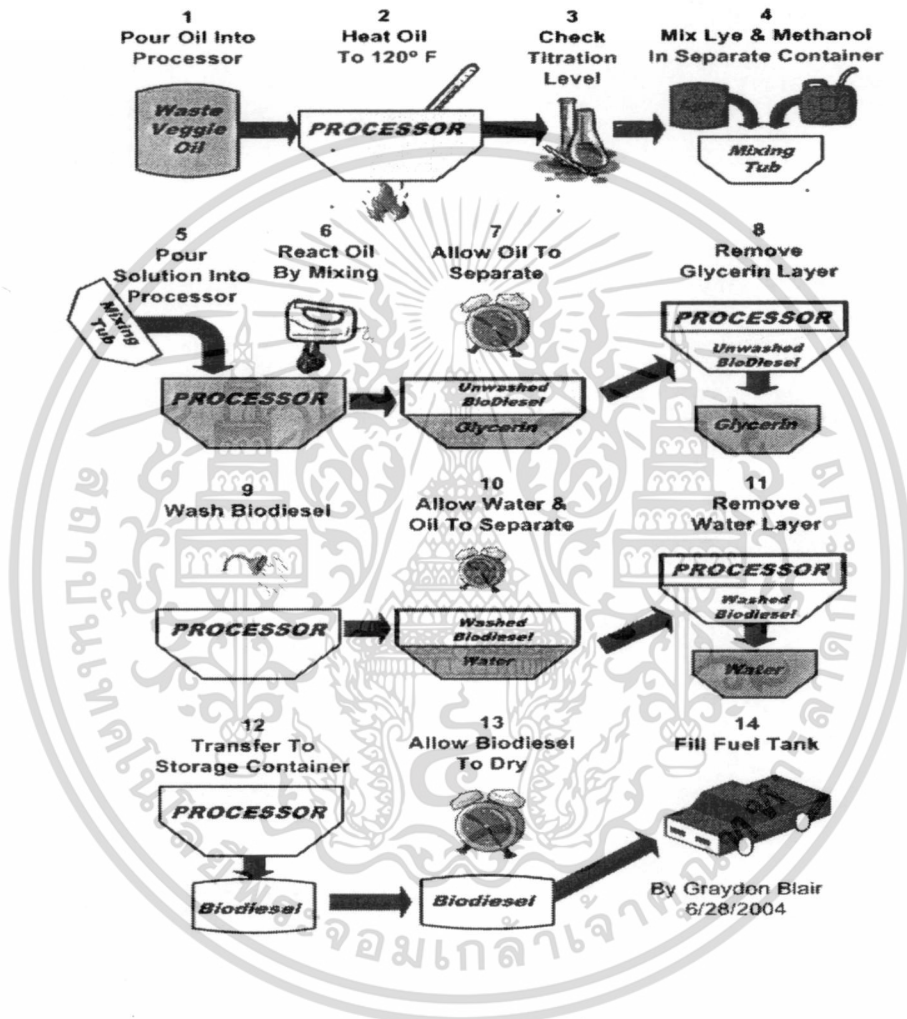 1
Pour Oil Into
Processor
Waste
Veggie
Oil
2
Heat Oil
To 120º F
PROCESSOR
3
Check
Titration
Level
4
Mix Lye & Methanol
In Separate Container
Lye
Mixing
Tub
5
Pour
Solution Into
Processor
Mixing
Tub
PROCESSOR
6
React Oil
By Mixing
7
Allow Oil To
Separate
Unwashed
BioDiesel
Glycerin
8
Remove
Glycerin Layer
PROCESSOR
Unwashed
BioDiesel
Glycerin
9
Wash Biodiesel
PROCESSOR
10
Allow Water &
Oil To Separate
Washed
Biodiesel
Water
11
Remove
Water Layer
PROCESSOR
Washed
Biodiesel
Water
12
Transfer To
Storage Container
PROCESSOR
Biodiesel
13
Allow Biodiesel
To Dry
Biodiesel
14
Fill Fuel Tank
By Graydon Blair
6/28/2004